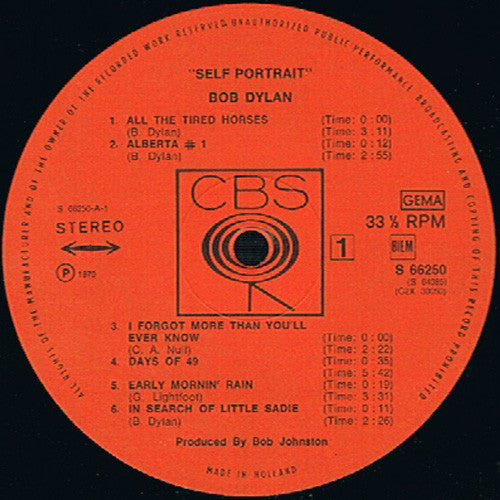 ALL RIGHTS OF THE MANUFACTURER AND OF THE OWNER OF THE RECORDED WORK RESERVED UNAUTHORIZED PUBLIC PERFORMANCE BROADCASTING AND COPYING OF THIS RECORD PROHIBITED
"SELF PORTRAIT"
BOB DYLAN
1. ALL THE TIRED HORSES (Time: 0:00)
(B. Dylan) (Time: 3:11)
2. ALBERTA # 1 (Time: 0:12)
(B. Dylan) (Time: 2:55)
CBS
S 66250-A-1
STEREO
P 1970
GEMA
33 ⅓ RPM
1
BIEM
S 66250
(S 64085)
(C2X 30050)
3. I FORGOT MORE THAN YOU'LL
EVER KNOW (Time: 0:00)
(C. A. Null) (Time: 2:22)
4. DAYS OF 49 (Time: 0:35)
(Time: 5:42)
5. EARLY MORNIN' RAIN (Time: 0:19)
(G. Lightfoot) (Time: 3:31)
6. IN SEARCH OF LITTLE SADIE (Time: 0:11)
(B. Dylan) (Time: 2:26)
Produced By Bob Johnston
MADE IN HOLLAND